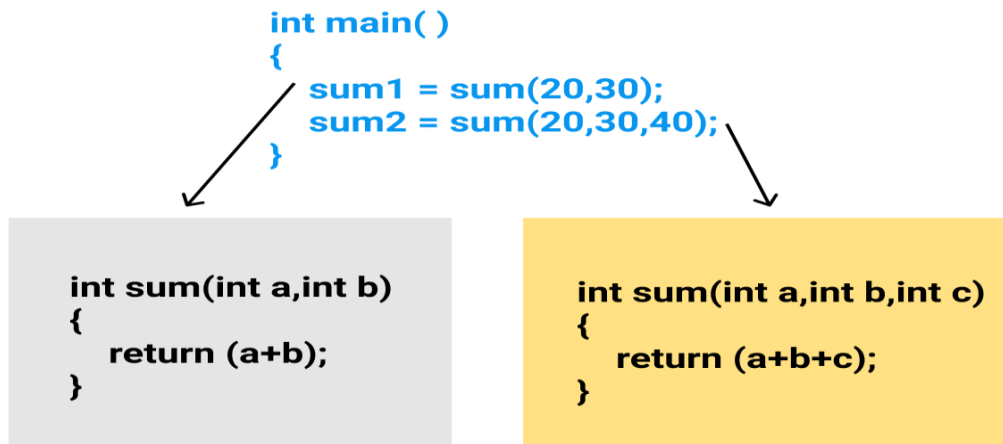 int main( )
{
sum1 = sum(20,30);
sum2 = sum(20,30,40);
}
int sum(int a,int b)
{
return (a+b);
}
int sum(int a,int b,int c)
{
return (a+b+c);
}